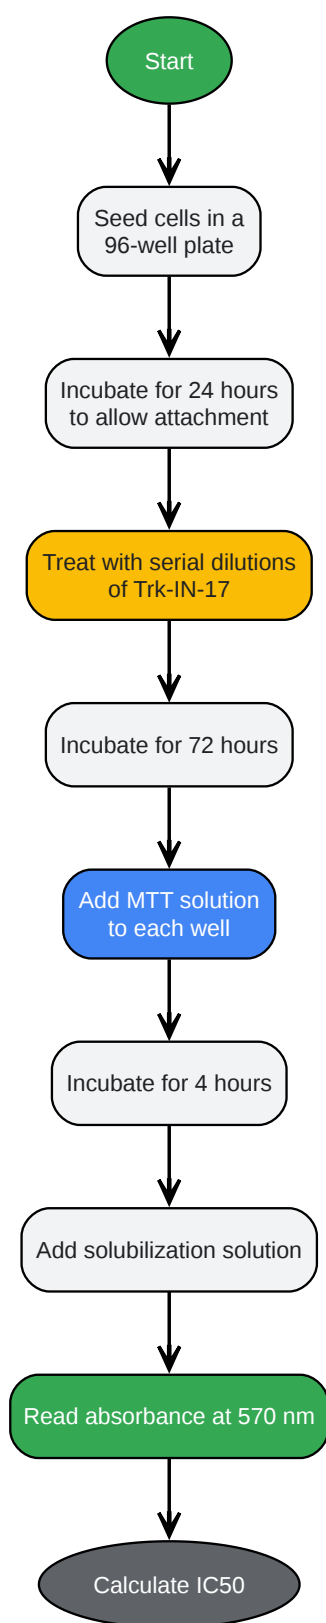 Start
Seed cells in a
96-well plate
Incubate for 24 hours
to allow attachment
Treat with serial dilutions
of Trk-IN-17
Incubate for 72 hours
Add MTT solution
to each well
Incubate for 4 hours
Add solubilization solution
Read absorbance at 570 nm
Calculate IC50